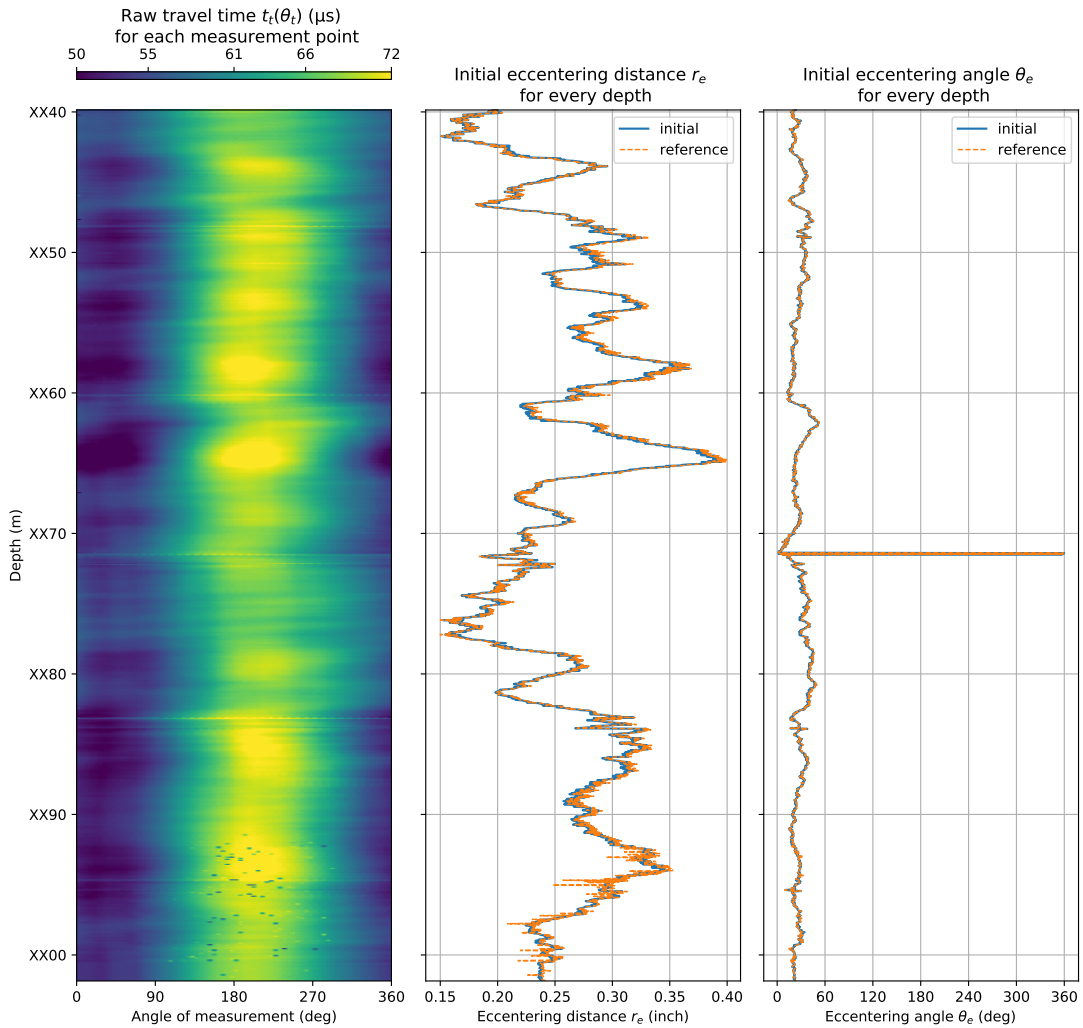 Raw travel time t_t(θ_t) (µs)
for each measurement point
50 55 61 66 72
Initial eccentering distance r_e
for every depth
Initial eccentering angle θ_e
for every depth
initial
reference
initial
reference
Depth (m)
XX40
XX50
XX60
XX70
XX80
XX90
XX00
0 90 180 270 360
Angle of measurement (deg)
0.15 0.20 0.25 0.30 0.35 0.40
Eccentering distance r_e (inch)
0 60 120 180 240 300 360
Eccentering angle θ_e (deg)